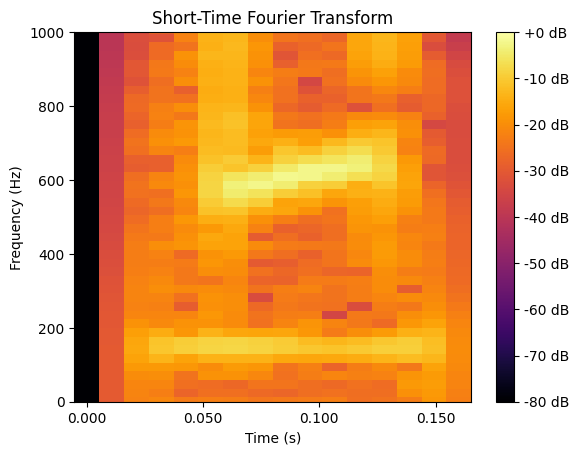 Short-Time Fourier Transform
1000
800
600
400
200
0
Frequency (Hz)
0.000
0.050
0.100
0.150
Time (s)
+0 dB
-10 dB
-20 dB
-30 dB
-40 dB
-50 dB
-60 dB
-70 dB
-80 dB